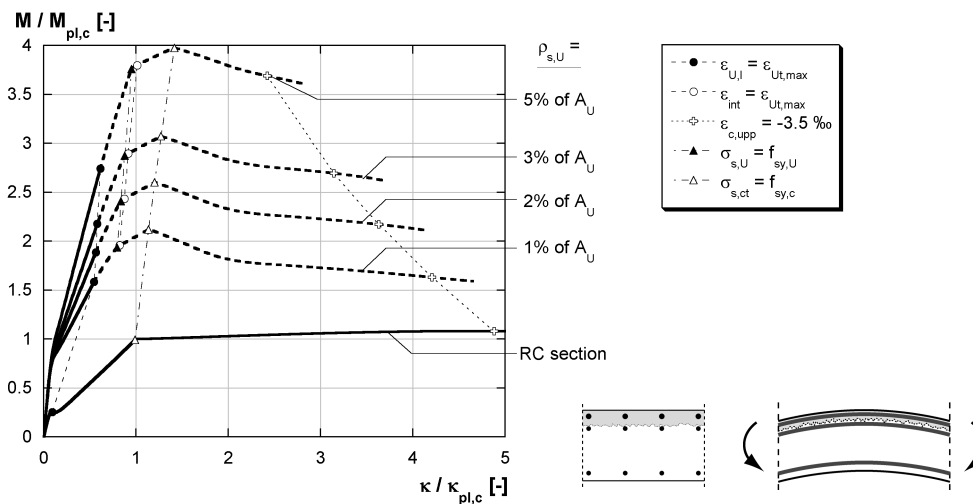 M / M_pl,c [-]
4
3.5
3
2.5
2
1.5
1
0.5
0
0
1
2
3
4
5
κ / κ_pl,c [-]
ρ_s,U =
5% of A_U
3% of A_U
2% of A_U
1% of A_U
RC section
ε_U,l = ε_Ut,max
ε_int = ε_Ut,max
ε_c,upp = -3.5 ‰
σ_s,U = f_sy,U
σ_s,ct = f_sy,c